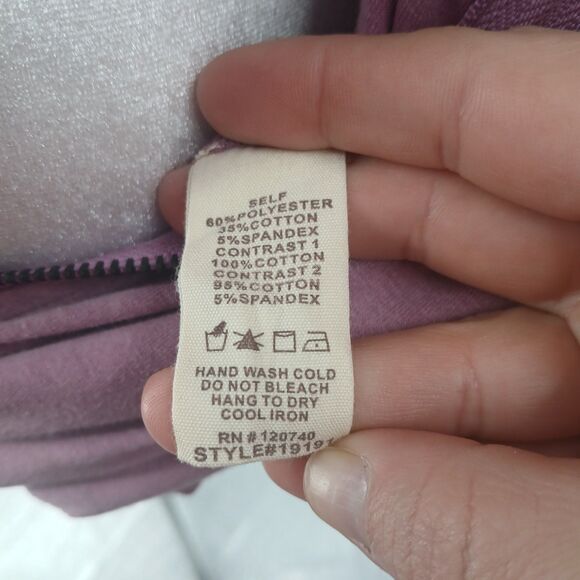 SELF
60%POLYESTER
35%COTTON
5%SPANDEX
CONTRAST 1
100%COTTON
CONTRAST 2
95%COTTON
5%SPANDEX
HAND WASH COLD
DO NOT BLEACH
HANG TO DRY
COOL IRON
RN#120740
STYLE#19191